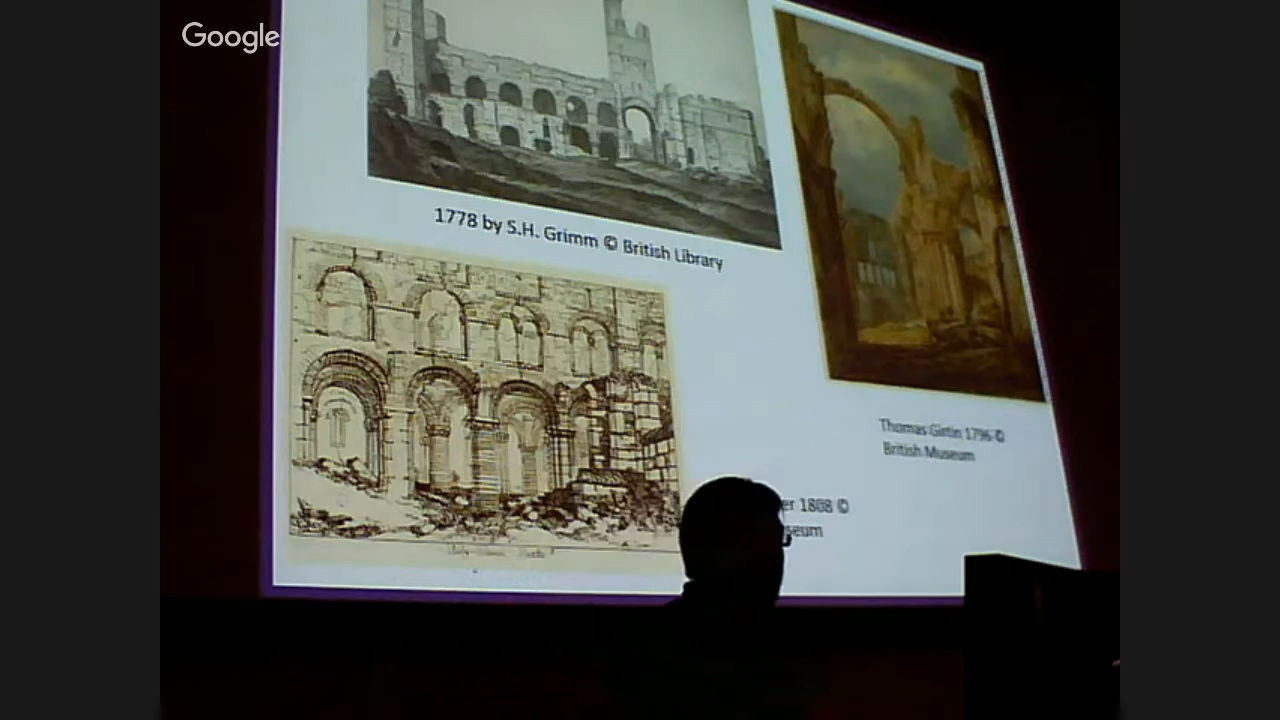 Google
1778 by S.H. Grimm © British Library
Thomas Girtin 1796 ©
British Museum
er 1808 ©
seum